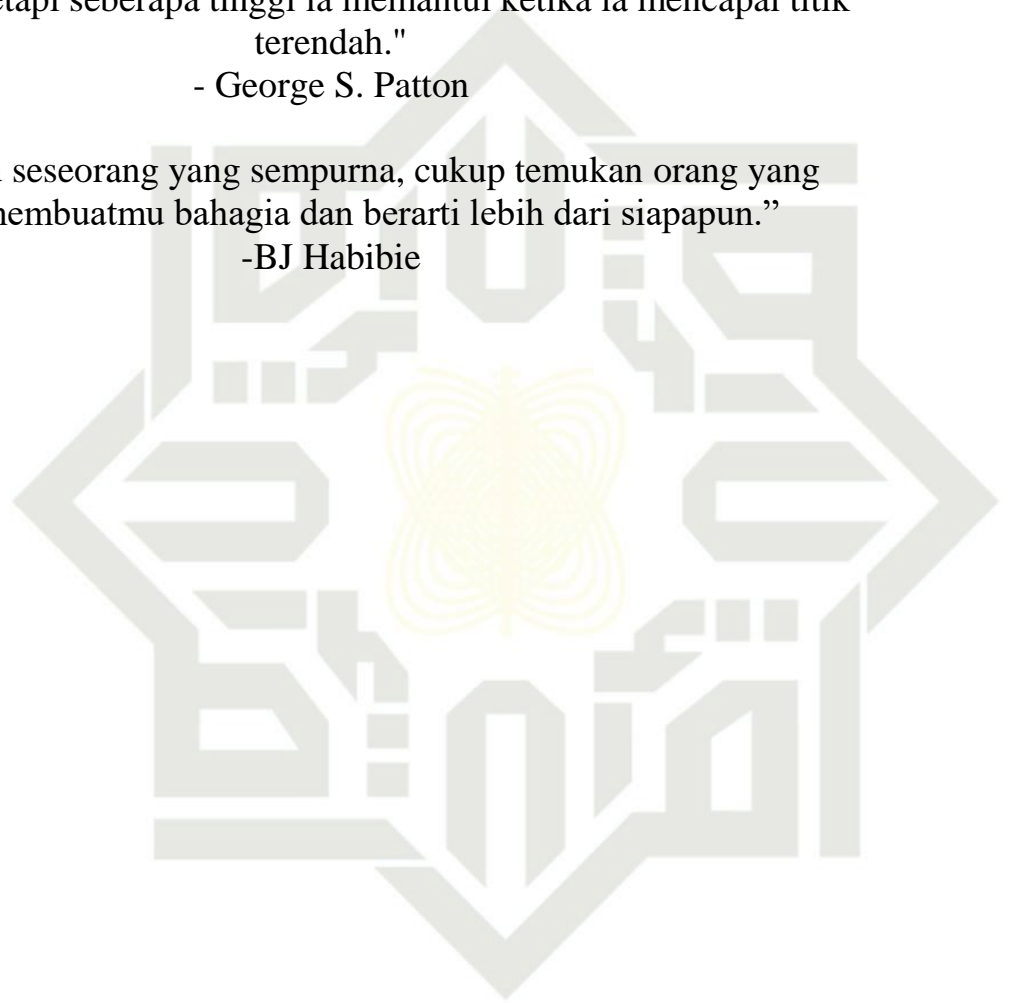 tapi seberapa tinggi ia memantul ketika ia mencapai titik
terendah."
- George S. Patton
seseorang yang sempurna, cukup temukan orang yang
membuatmu bahagia dan berarti lebih dari siapapun.”
-BJ Habibie